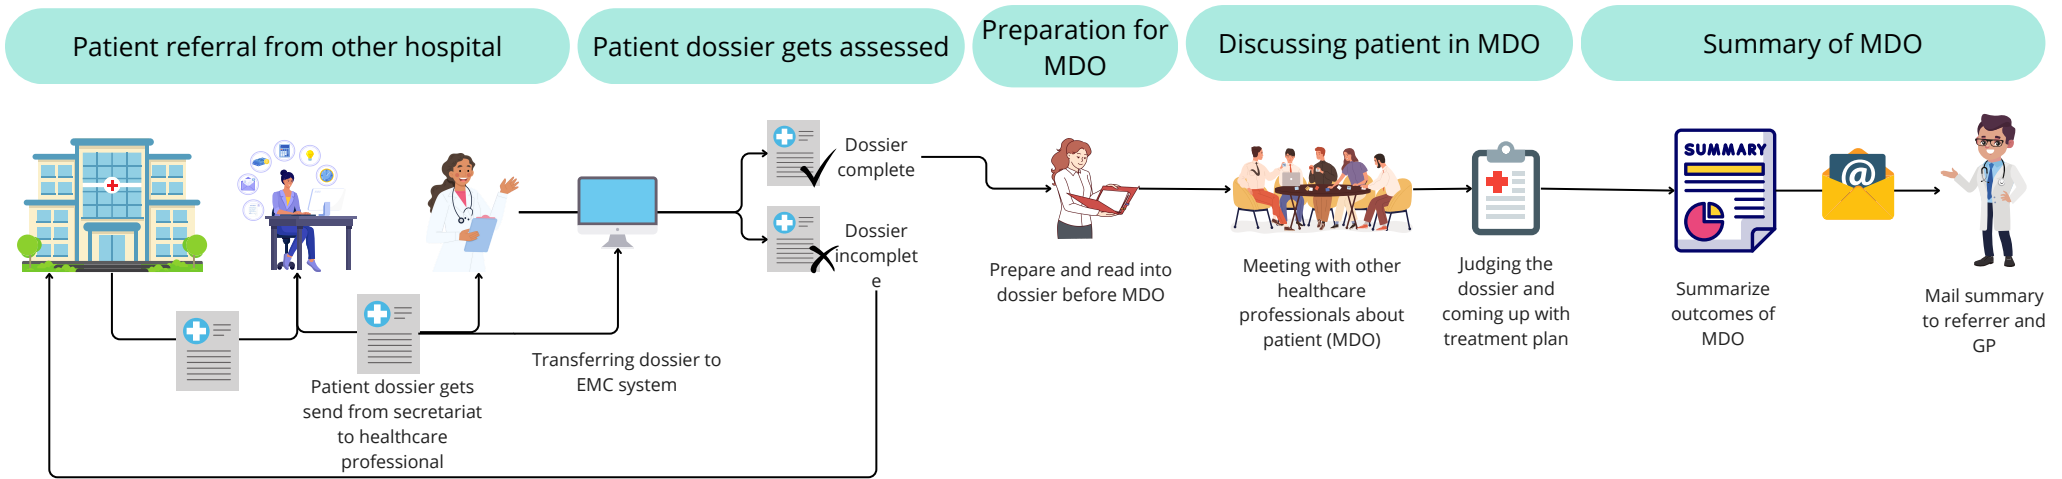 Patient referral from other hospital
Patient dossier gets assessed
Preparation for
MDO
Discussing patient in MDO
Summary of MDO
Dossier
complete
Dossier
incomplet
e
Patient dossier gets
send from secretariat
to healthcare
professional
Transferring dossier to
EMC system
Prepare and read into
dossier before MDO
Meeting with other
healthcare
professionals about
patient (MDO)
Judging the
dossier and
coming up with
treatment plan
SUMMARY
Summarize
outcomes of
MDO
@
Mail summary
to referrer and
GP